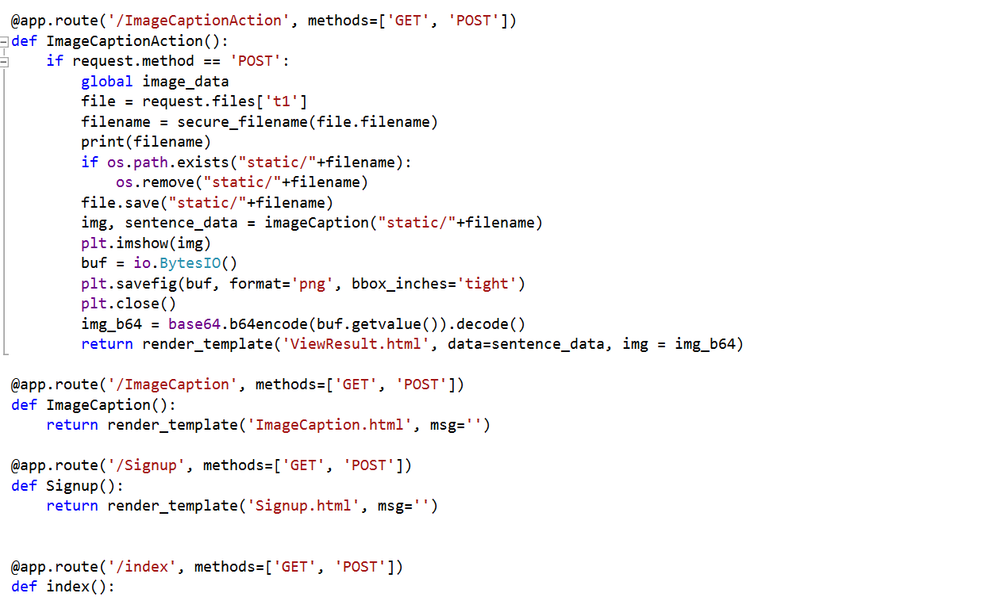 @app.route('/ImageCaptionAction', methods=['GET', 'POST'])
def ImageCaptionAction():
    if request.method == 'POST':
        global image_data
        file = request.files['t1']
        filename = secure_filename(file.filename)
        print(filename)
        if os.path.exists("static/"+filename):
            os.remove("static/"+filename)
        file.save("static/"+filename)
        img, sentence_data = imageCaption("static/"+filename)
        plt.imshow(img)
        buf = io.BytesIO()
        plt.savefig(buf, format='png', bbox_inches='tight')
        plt.close()
        img_b64 = base64.b64encode(buf.getvalue()).decode()
        return render_template('ViewResult.html', data=sentence_data, img = img_b64)

@app.route('/ImageCaption', methods=['GET', 'POST'])
def ImageCaption():
    return render_template('ImageCaption.html', msg='')

@app.route('/Signup', methods=['GET', 'POST'])
def Signup():
    return render_template('Signup.html', msg='')


@app.route('/index', methods=['GET', 'POST'])
def index():